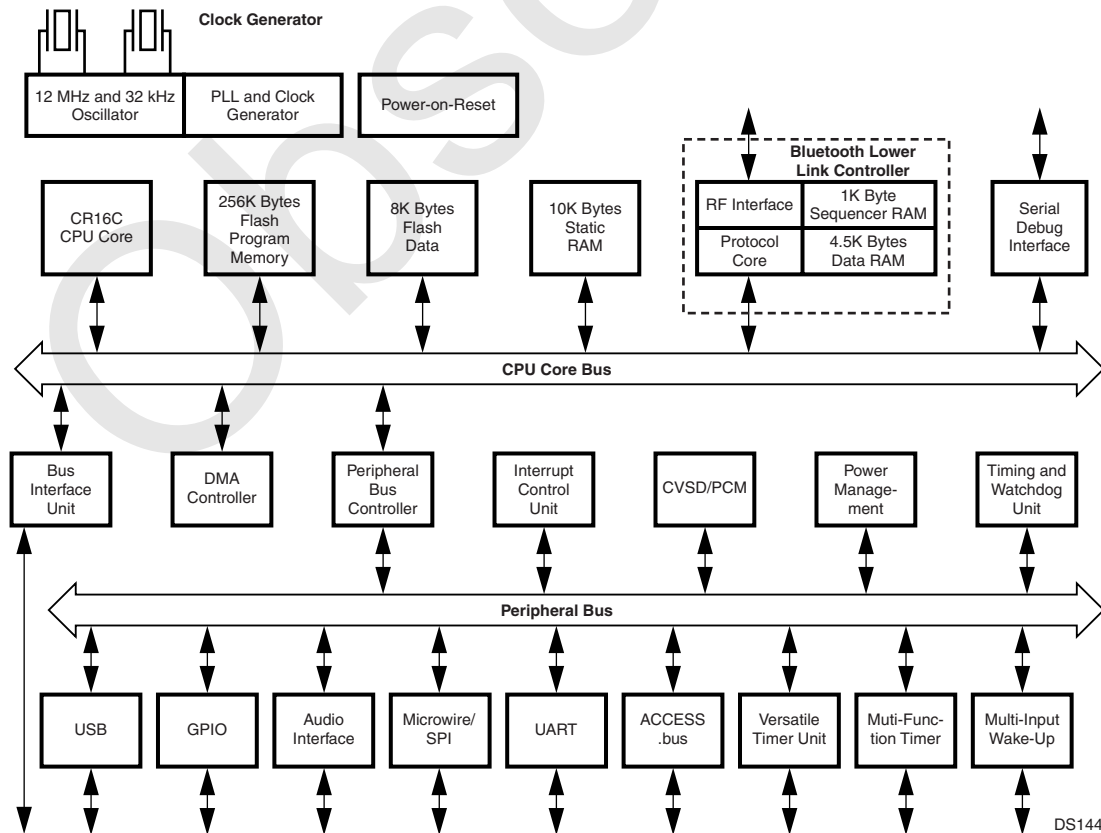 Clock Generator
12 MHz and 32 kHz
Oscillator
PLL and Clock
Generator
Power-on-Reset
Bluetooth Lower
Link Controller
CR16C
CPU Core
256K Bytes
Flash
Program
Memory
8K Bytes
Flash
Data
10K Bytes
Static
RAM
RF Interface
1K Byte
Sequencer RAM
Protocol
Core
4.5K Bytes
Data RAM
Serial
Debug
Interface
CPU Core Bus
Bus
Interface
Unit
DMA
Controller
Peripheral
Bus
Controller
Interrupt
Control
Unit
CVSD/PCM
Power
Manage-
ment
Timing and
Watchdog
Unit
Peripheral Bus
USB
GPIO
Audio
Interface
Microwire/
SPI
UART
ACCESS
.bus
Versatile
Timer Unit
Muti-Func-
tion Timer
Multi-Input
Wake-Up
DS144